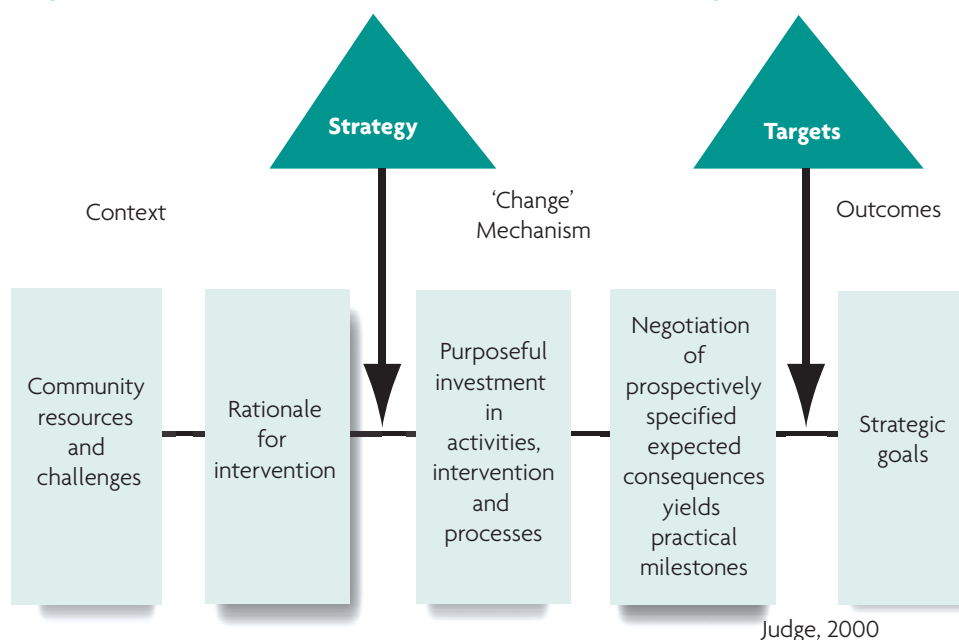 Strategy
Targets
Context
‘Change’
Mechanism
Outcomes
Community
resources
and
challenges
Rationale
for
intervention
Purposeful
investment
in
activities,
intervention
and
processes
Negotiation
of
prospectively
specified
expected
consequences
yields
practical
milestones
Strategic
goals
Judge, 2000